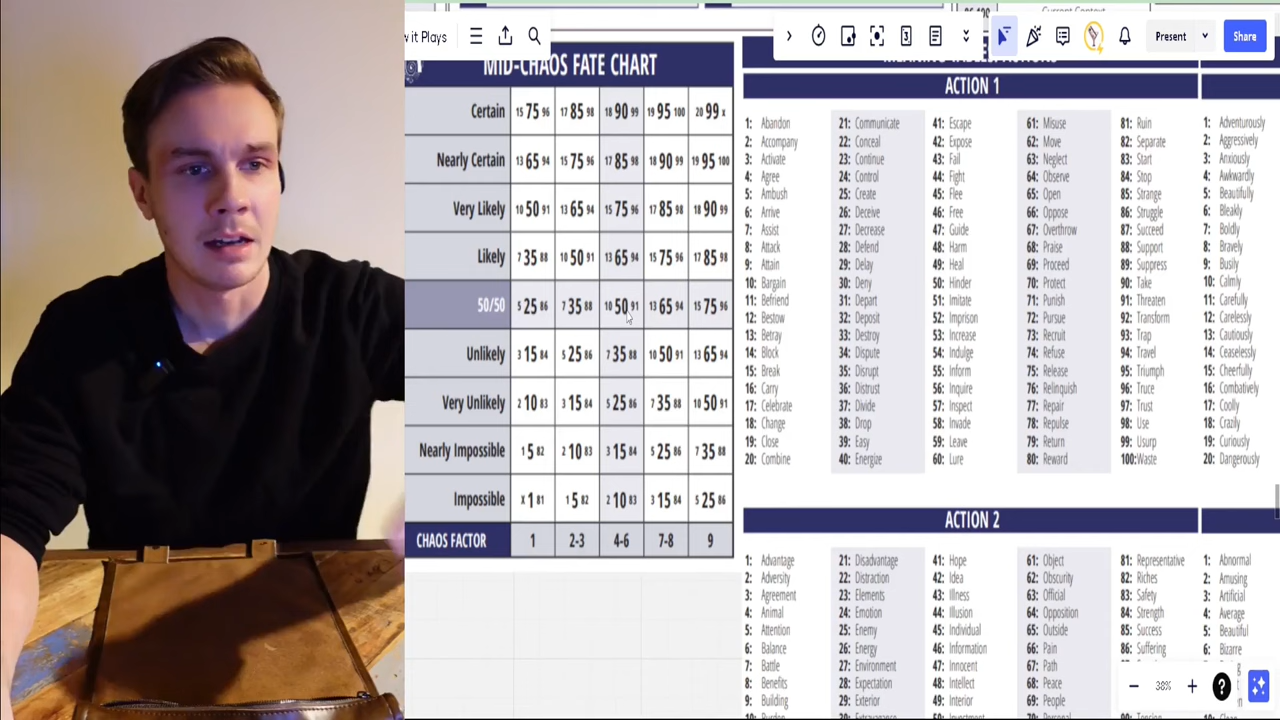 w it Plays
Present
Share
MID-CHAOS FATE CHART
Certain 15 75 96 17 85 98 18 90 99 19 95 100 20 99 x
Nearly Certain 13 65 94 15 75 96 17 85 98 18 90 99 19 95 100
Very Likely 10 50 91 13 65 94 15 75 96 17 85 98 18 90 99
Likely 7 35 88 10 50 91 13 65 94 15 75 96 17 85 98
50/50 5 25 86 7 35 88 10 50 91 13 65 94 15 75 96
Unlikely 3 15 84 5 25 86 7 35 88 10 50 91 13 65 94
Very Unlikely 2 10 83 3 15 84 5 25 86 7 35 88 10 50 91
Nearly Impossible 1 5 82 2 10 83 3 15 84 5 25 86 7 35 88
Impossible x 1 81 1 5 82 2 10 83 3 15 84 5 25 86
CHAOS FACTOR 1 2-3 4-6 7-8 9
ACTION 1
1: Abandon
2: Accompany
3: Activate
4: Agree
5: Ambush
6: Arrive
7: Assist
8: Attack
9: Attain
10: Bargain
11: Befriend
12: Bestow
13: Betray
14: Block
15: Break
16: Carry
17: Celebrate
18: Change
19: Close
20: Combine
21: Communicate
22: Conceal
23: Continue
24: Control
25: Create
26: Deceive
27: Decrease
28: Defend
29: Delay
30: Deny
31: Depart
32: Deposit
33: Destroy
34: Dispute
35: Disrupt
36: Distrust
37: Divide
38: Drop
39: Easy
40: Energize
41: Escape
42: Expose
43: Fail
44: Fight
45: Flee
46: Free
47: Guide
48: Harm
49: Heal
50: Hinder
51: Imitate
52: Imprison
53: Increase
54: Indulge
55: Inform
56: Inquire
57: Inspect
58: Invade
59: Leave
60: Lure
61: Misuse
62: Move
63: Neglect
64: Observe
65: Open
66: Oppose
67: Overthrow
68: Praise
69: Proceed
70: Protect
71: Punish
72: Pursue
73: Recruit
74: Refuse
75: Release
76: Relinquish
77: Repair
78: Repulse
79: Return
80: Reward
81: Ruin
82: Separate
83: Start
84: Stop
85: Strange
86: Struggle
87: Succeed
88: Support
89: Suppress
90: Take
91: Threaten
92: Transform
93: Trap
94: Travel
95: Triumph
96: Truce
97: Trust
98: Use
99: Usurp
100: Waste
1: Adventurously
2: Aggressively
3: Anxiously
4: Awkwardly
5: Beautifully
6: Bleakly
7: Boldly
8: Bravely
9: Busily
10: Calmly
11: Carefully
12: Carelessly
13: Cautiously
14: Ceaselessly
15: Cheerfully
16: Combatively
17: Coolly
18: Crazily
19: Curiously
20: Dangerously
ACTION 2
1: Advantage
2: Adversity
3: Agreement
4: Animal
5: Attention
6: Balance
7: Battle
8: Benefits
9: Building
21: Disadvantage
22: Distraction
23: Elements
24: Emotion
25: Enemy
26: Energy
27: Environment
28: Expectation
29: Exterior
41: Hope
42: Idea
43: Illness
44: Illusion
45: Individual
46: Information
47: Innocent
48: Intellect
49: Interior
61: Object
62: Obscurity
63: Official
64: Opposition
65: Outside
66: Pain
67: Path
68: Peace
69: People
81: Representative
82: Riches
83: Safety
84: Strength
85: Success
86: Suffering
1: Abnormal
2: Amusing
3: Artificial
4: Average
5: Beautiful
6: Bizarre
38%